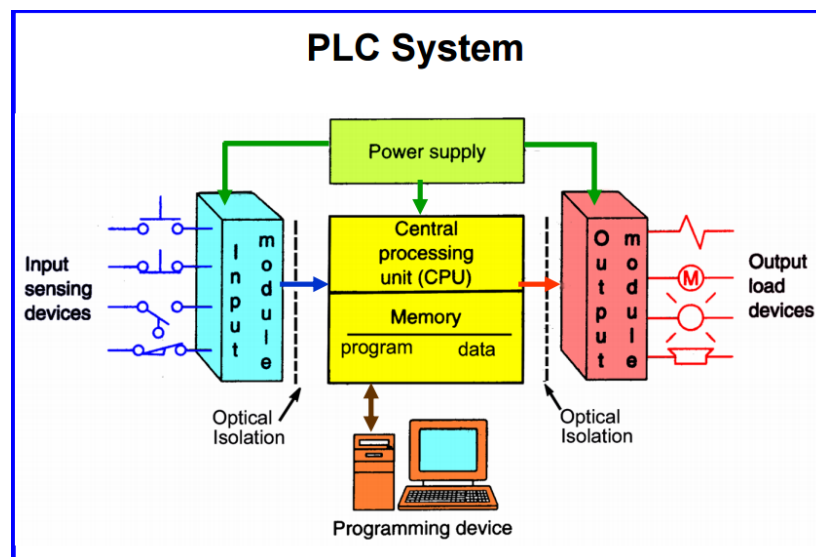 PLC System
Power supply
Input
sensing
devices
Input
module
Central
processing
unit (CPU)
Memory
program data
Output
module
Output
load
devices
M
Optical
Isolation
Optical
Isolation
Programming device